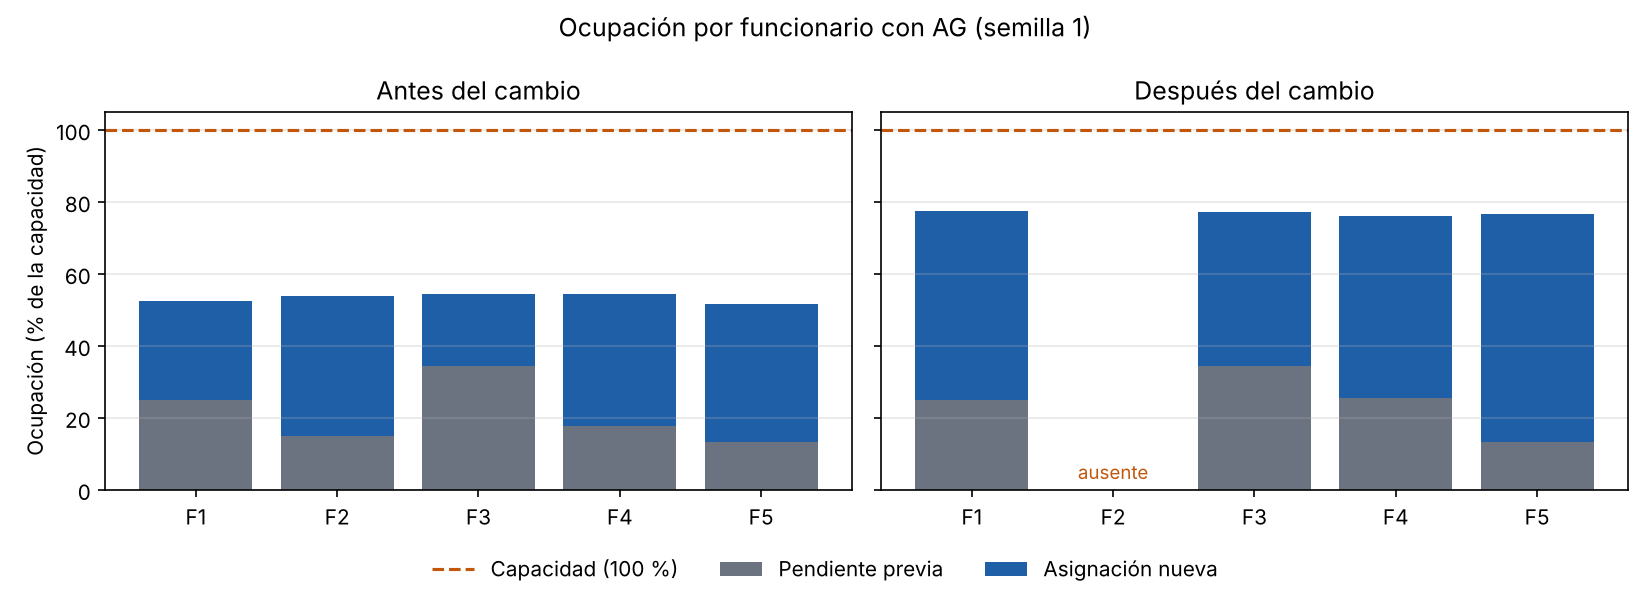 Ocupación por funcionario con AG (semilla 1)
Antes del cambio
Ocupación (% de la capacidad)
100
80
60
40
20
0
F1 F2 F3 F4 F5
Después del cambio
ausente
F1 F2 F3 F4 F5
Capacidad (100 %) Pendiente previa Asignación nueva